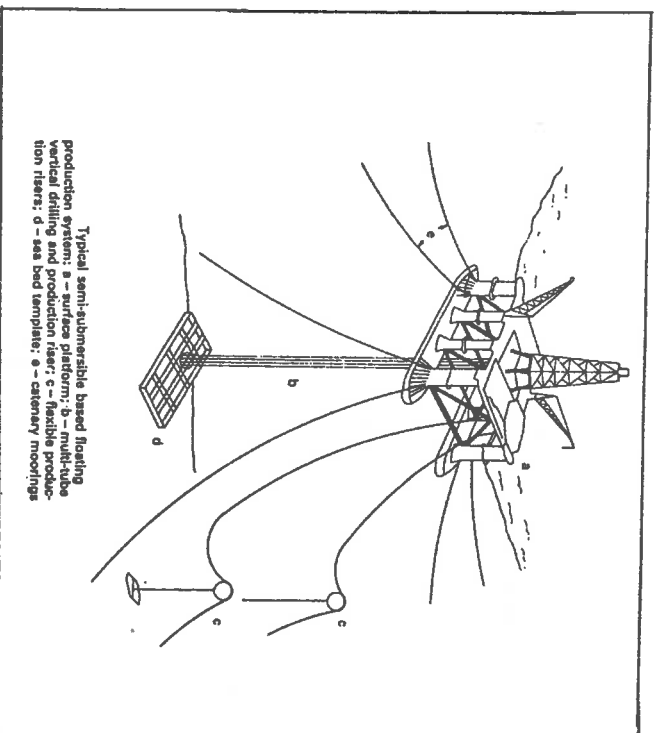 a
e
b
c
c
d
Typical semi-submersible based floating
production system: a – surface platform; b – multi-tube
vertical drilling and production riser; c – flexible produc-
tion risers; d – sea bed template; e – catenary moorings